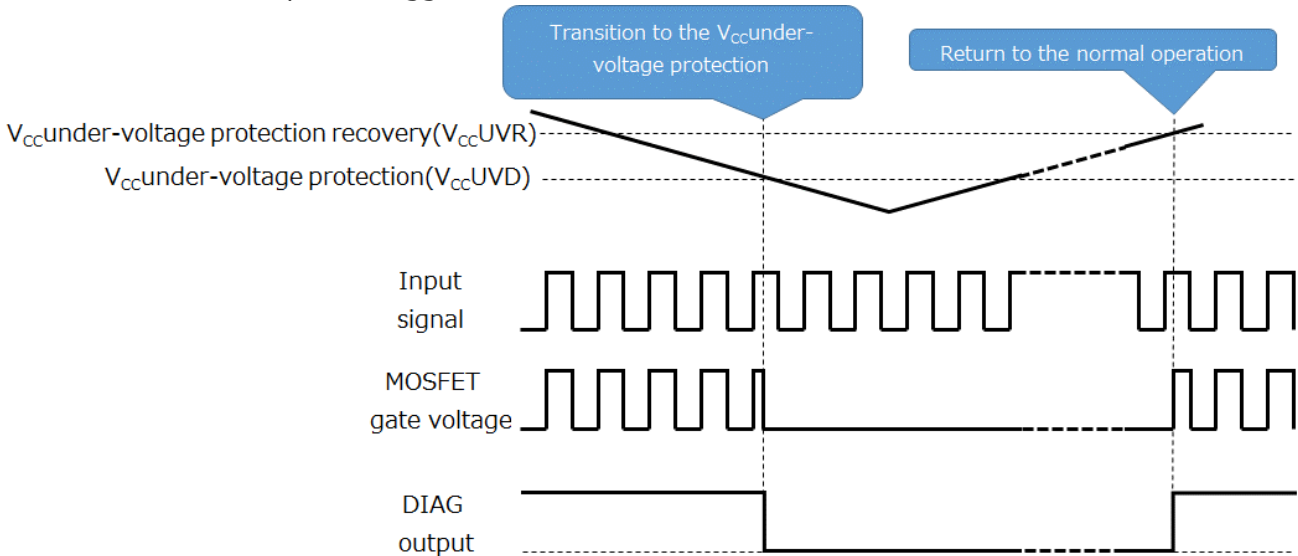 Transition to the VCCunder-
voltage protection
Return to the normal operation
VCCunder-voltage protection recovery(VCCUVR)
VCCunder-voltage protection(VCCUVD)
Input
signal
MOSFET
gate voltage
DIAG
output